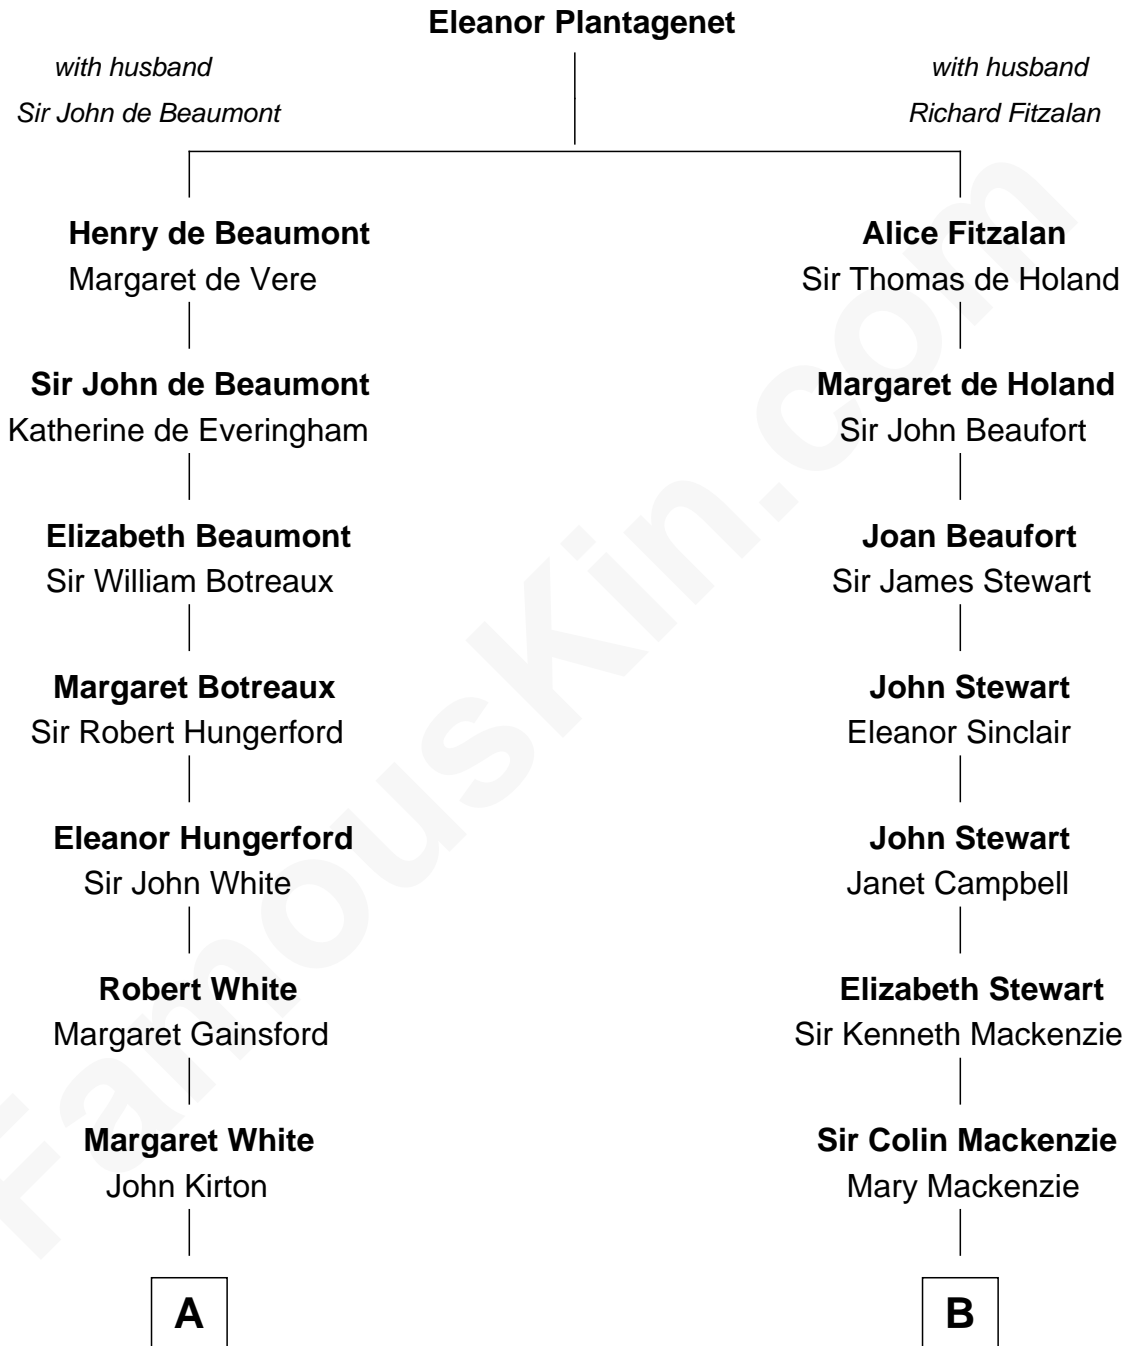 Eleanor Plantagenet
with husband
Sir John de Beaumont
with husband
Richard Fitzalan
Henry de Beaumont
Margaret de Vere
Alice Fitzalan
Sir Thomas de Holand
Sir John de Beaumont
Katherine de Everingham
Margaret de Holand
Sir John Beaufort
Elizabeth Beaumont
Sir William Botreaux
Joan Beaufort
Sir James Stewart
Margaret Botreaux
Sir Robert Hungerford
John Stewart
Eleanor Sinclair
Eleanor Hungerford
Sir John White
John Stewart
Janet Campbell
Robert White
Margaret Gainsford
Elizabeth Stewart
Sir Kenneth Mackenzie
Margaret White
John Kirton
Sir Colin Mackenzie
Mary Mackenzie
A
B
FamousKin.com